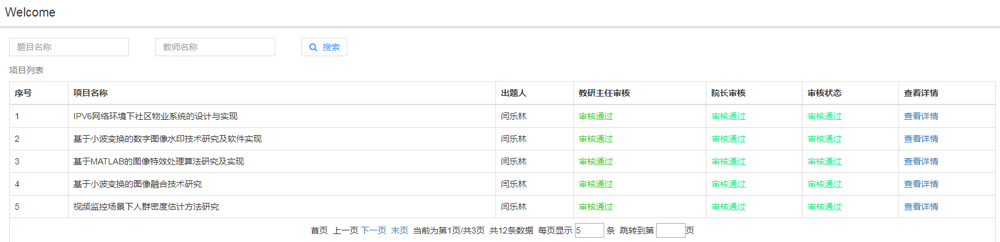 Welcome
题目名称 教师名称 搜索
项目列表
序号 项目名称 出题人 教研主任审核 院长审核 审核状态 查看详情
1 IPV6网络环境下社区物业系统的设计与实现 闫乐林 审核通过 审核通过 审核通过 查看详情
2 基于小波变换的数字图像水印技术研究及软件实现 闫乐林 审核通过 审核通过 审核通过 查看详情
3 基于MATLAB的图像特效处理算法研究及实现 闫乐林 审核通过 审核通过 审核通过 查看详情
4 基于小波变换的图像融合技术研究 闫乐林 审核通过 审核通过 审核通过 查看详情
5 视频监控场景下人群密度估计方法研究 闫乐林 审核通过 审核通过 审核通过 查看详情
首页 上一页 下一页 末页 当前为第1页/共3页 共12条数据 每页显示 5 条 跳转到第 页